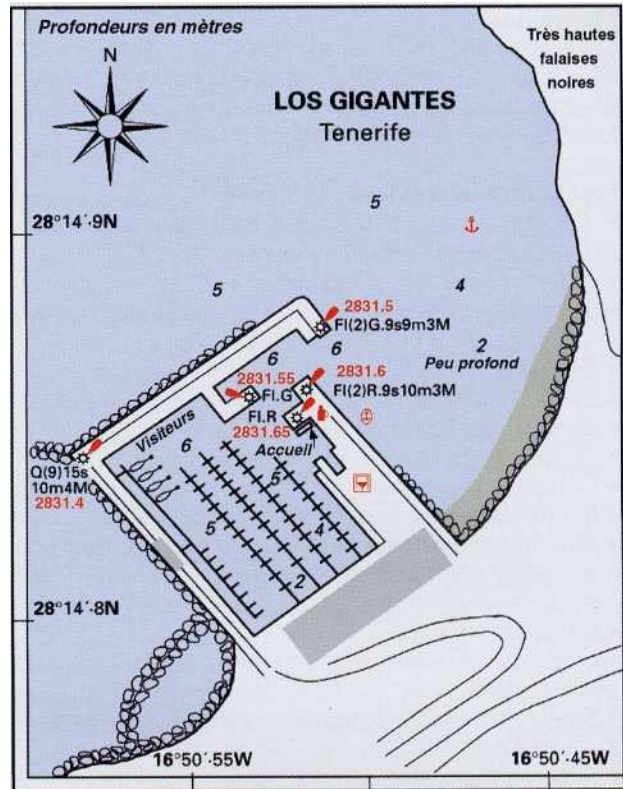 Profondeurs en mètres
Très hautes
falaises
noires
N
LOS GIGANTES
Tenerife
5
28°14´·9N
5
4
2831.5
Fl(2)G.9s9m3M
6
6
2
Peu profond
2831.6
Fl(2)R.9s10m3M
2831.55
Fl.G
Fl.R
2831.65
Accueil
Visiteurs
6
Q(9)15s
10m4M
2831.4
5
5
4
2
28°14´·8N
16°50´·55W
16°50´·45W